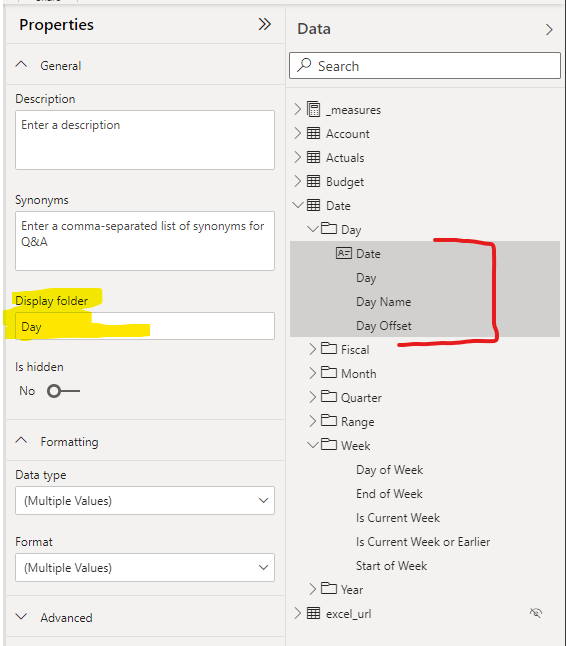 Properties
General
Description
Enter a description
Synonyms
Enter a comma-separated list of synonyms for
Q&A
Display folder
Day
Is hidden
No
Formatting
Data type
(Multiple Values)
Format
(Multiple Values)
Advanced
Data
Search
_measures
Account
Actuals
Budget
Date
Day
Date
Day
Day Name
Day Offset
Fiscal
Month
Quarter
Range
Week
Day of Week
End of Week
Is Current Week
Is Current Week or Earlier
Start of Week
Year
excel_url